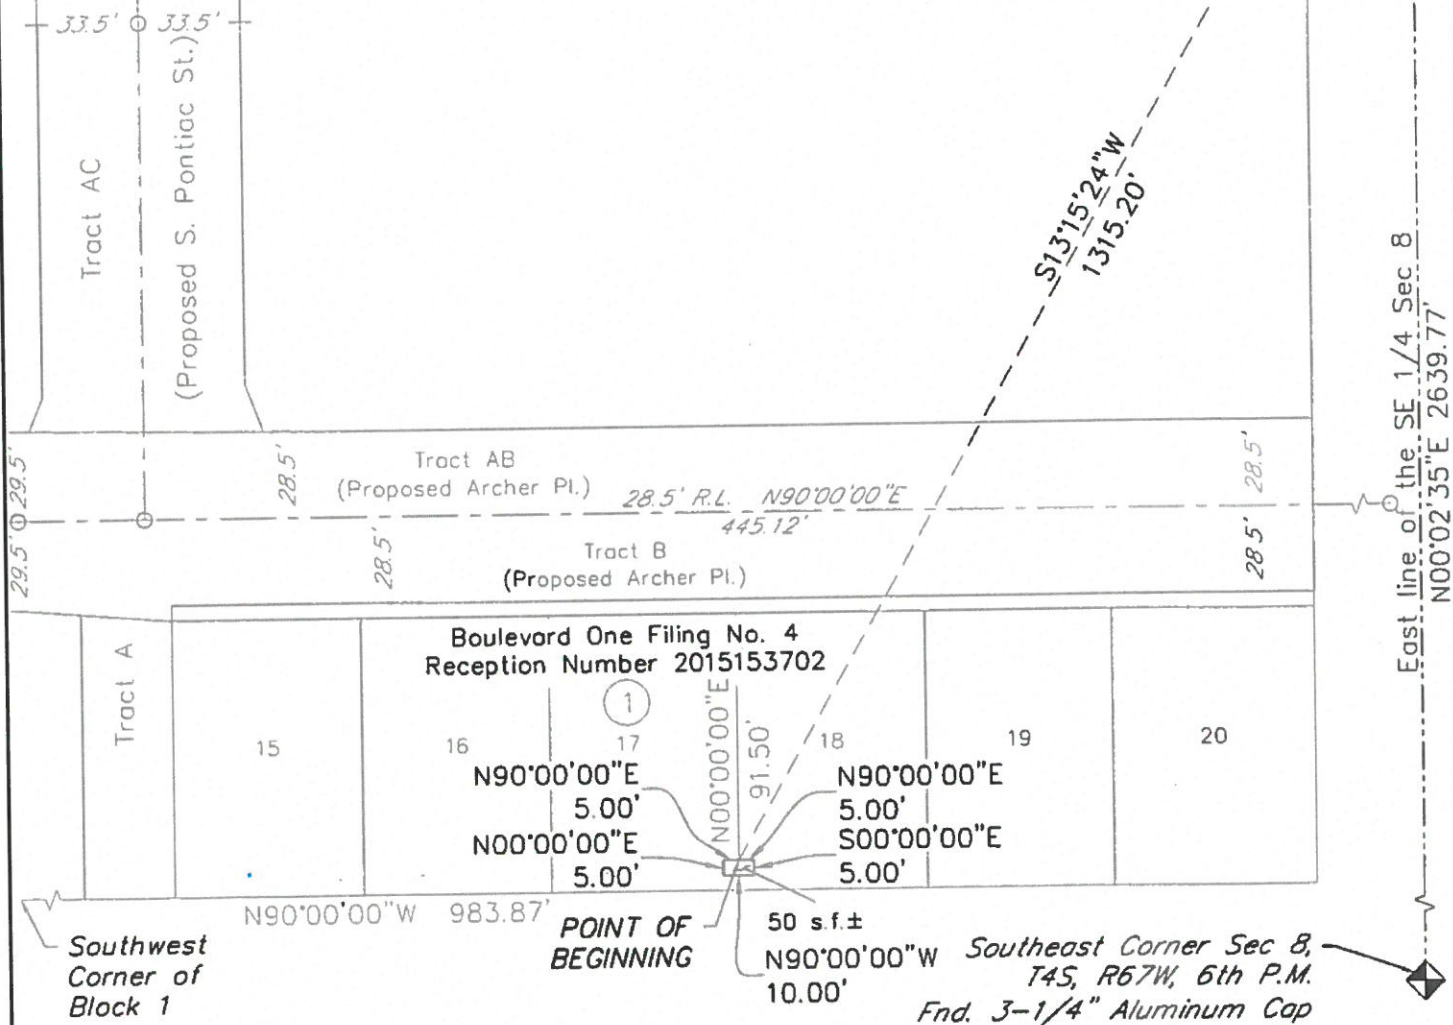 33.5' 33.5'
Tract AC
(Proposed S. Pontiac St.)
S13°15'24"W
1315.20'
East line of the SE 1/4 Sec 8
N00°02'35"E 2639.77'
29.5'
28.5'
Tract AB
(Proposed Archer Pl.)
28.5' R.L. N90°00'00"E
445.12'
28.5'
29.5'
28.5'
Tract B
(Proposed Archer Pl.)
28.5'
Boulevard One Filing No. 4
Reception Number 2015153702
Tract A
1
15
16
17
18
19
20
N00°00'00"E
91.50'
N90°00'00"E
5.00'
N90°00'00"E
5.00'
N00°00'00"E
5.00'
S00°00'00"E
5.00'
N90°00'00"W 983.87'
POINT OF
BEGINNING
50 s.f.±
N90°00'00"W
10.00'
Southwest
Corner of
Block 1
Southeast Corner Sec 8,
T4S, R67W, 6th P.M.
Fnd. 3-1/4" Aluminum Cap